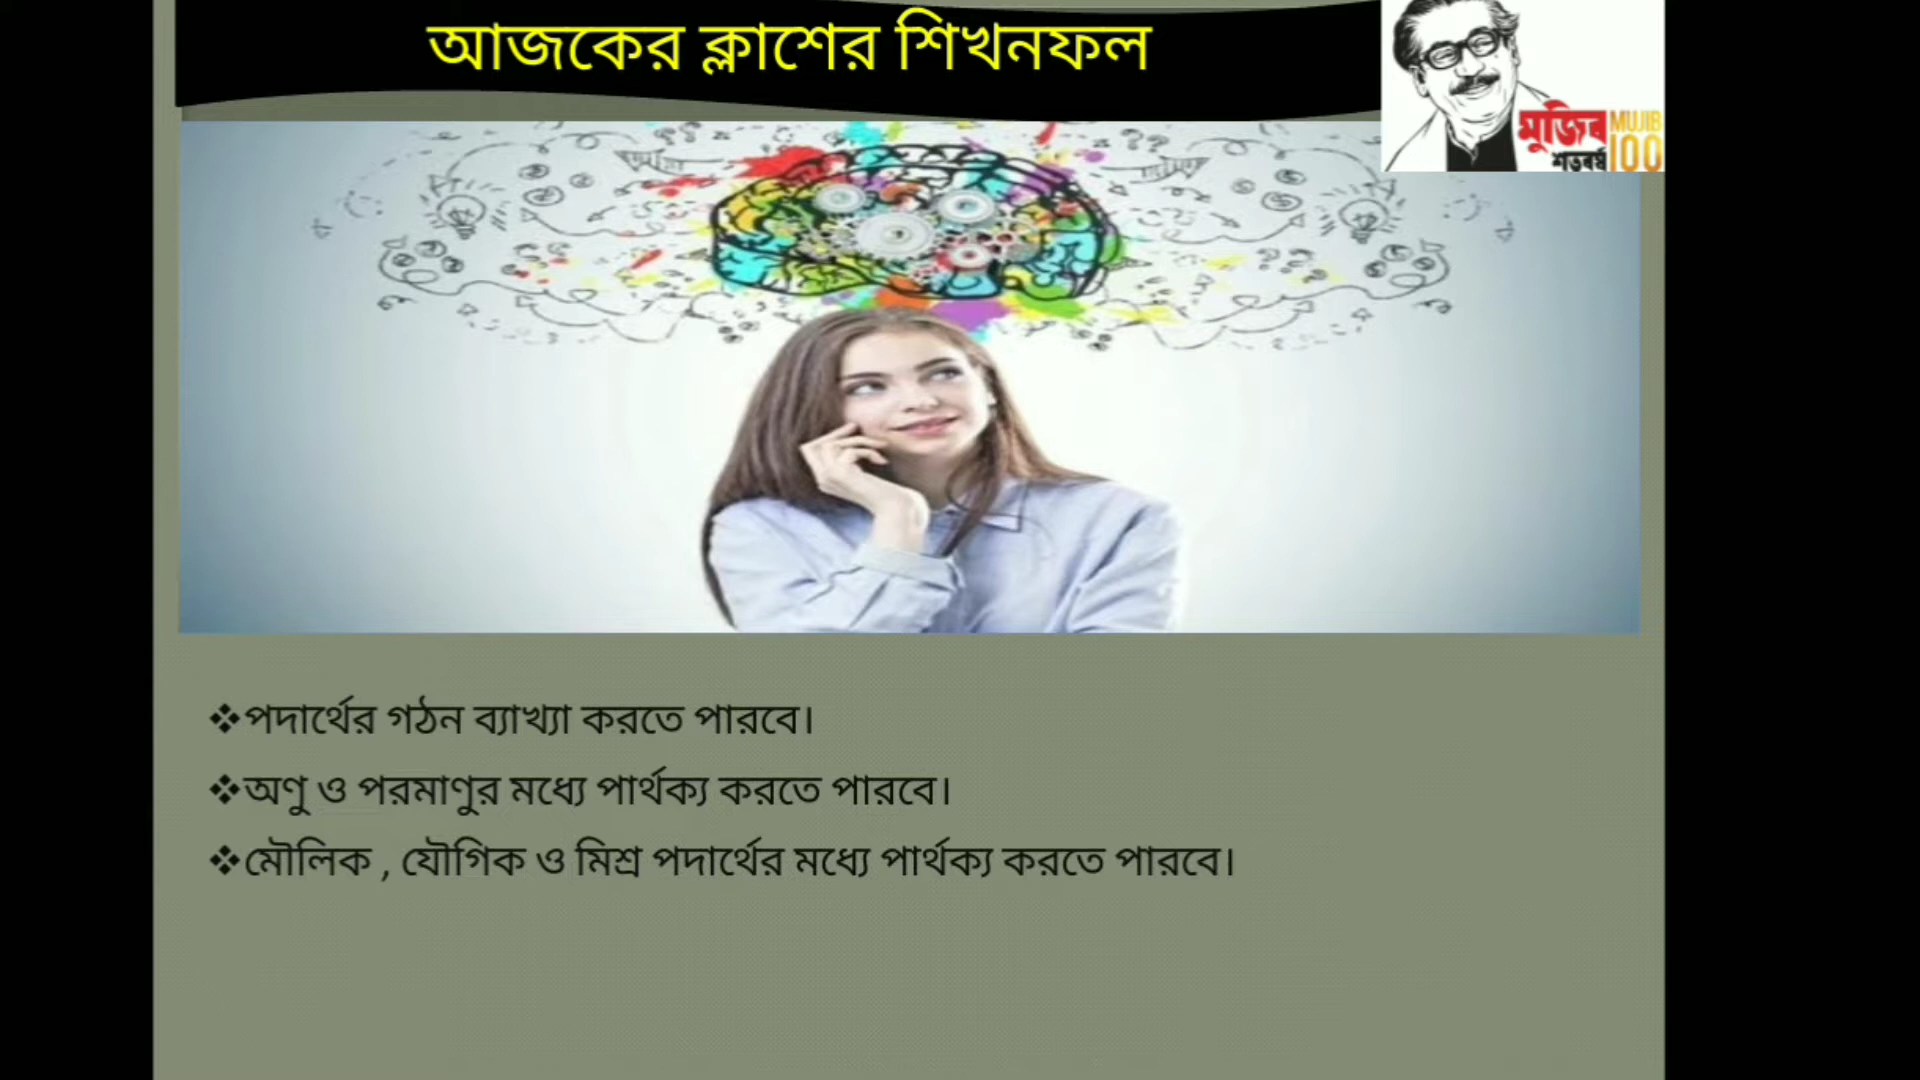 আজকের ক্লাশের শিখনফল
মুজিব
শতবর্ষ
MUJIB
100
❖পদার্থের গঠন ব্যাখ্যা করতে পারবে।
❖অণু ও পরমাণুর মধ্যে পার্থক্য করতে পারবে।
❖মৌলিক , যৌগিক ও মিশ্র পদার্থের মধ্যে পার্থক্য করতে পারবে।